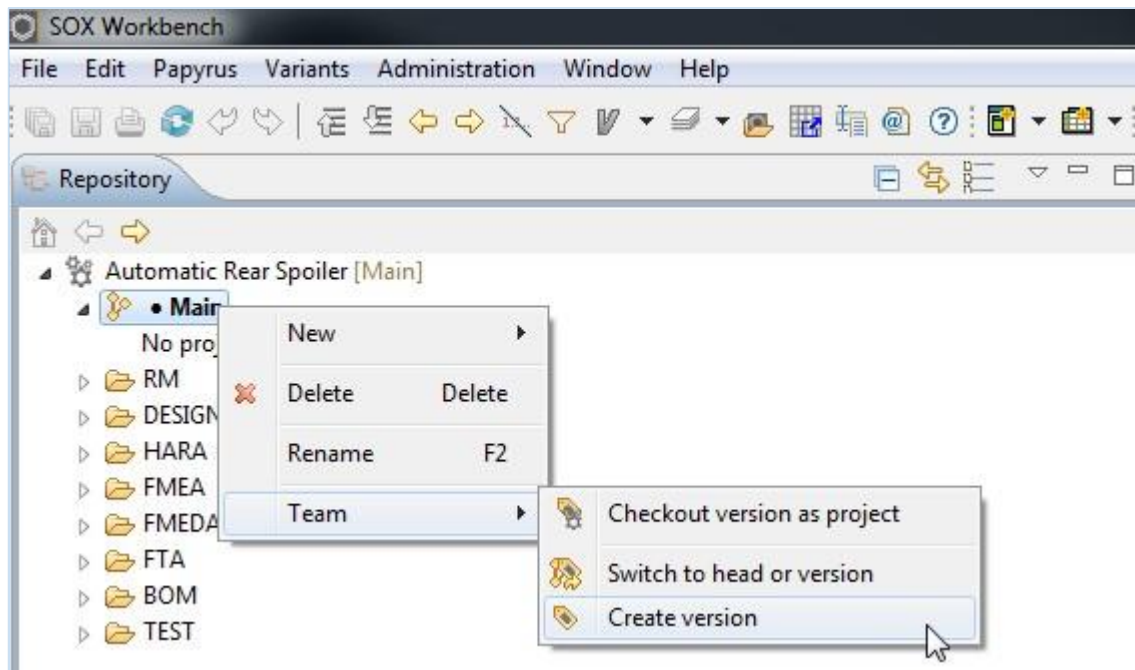 SOX Workbench
File Edit Papyrus Variants Administration Window Help
Repository
Automatic Rear Spoiler [Main]
• Main
No proj
RM
DESIGN
HARA
FMEA
FMEDA
FTA
BOM
TEST
New
Delete Delete
Rename F2
Team
Checkout version as project
Switch to head or version
Create version